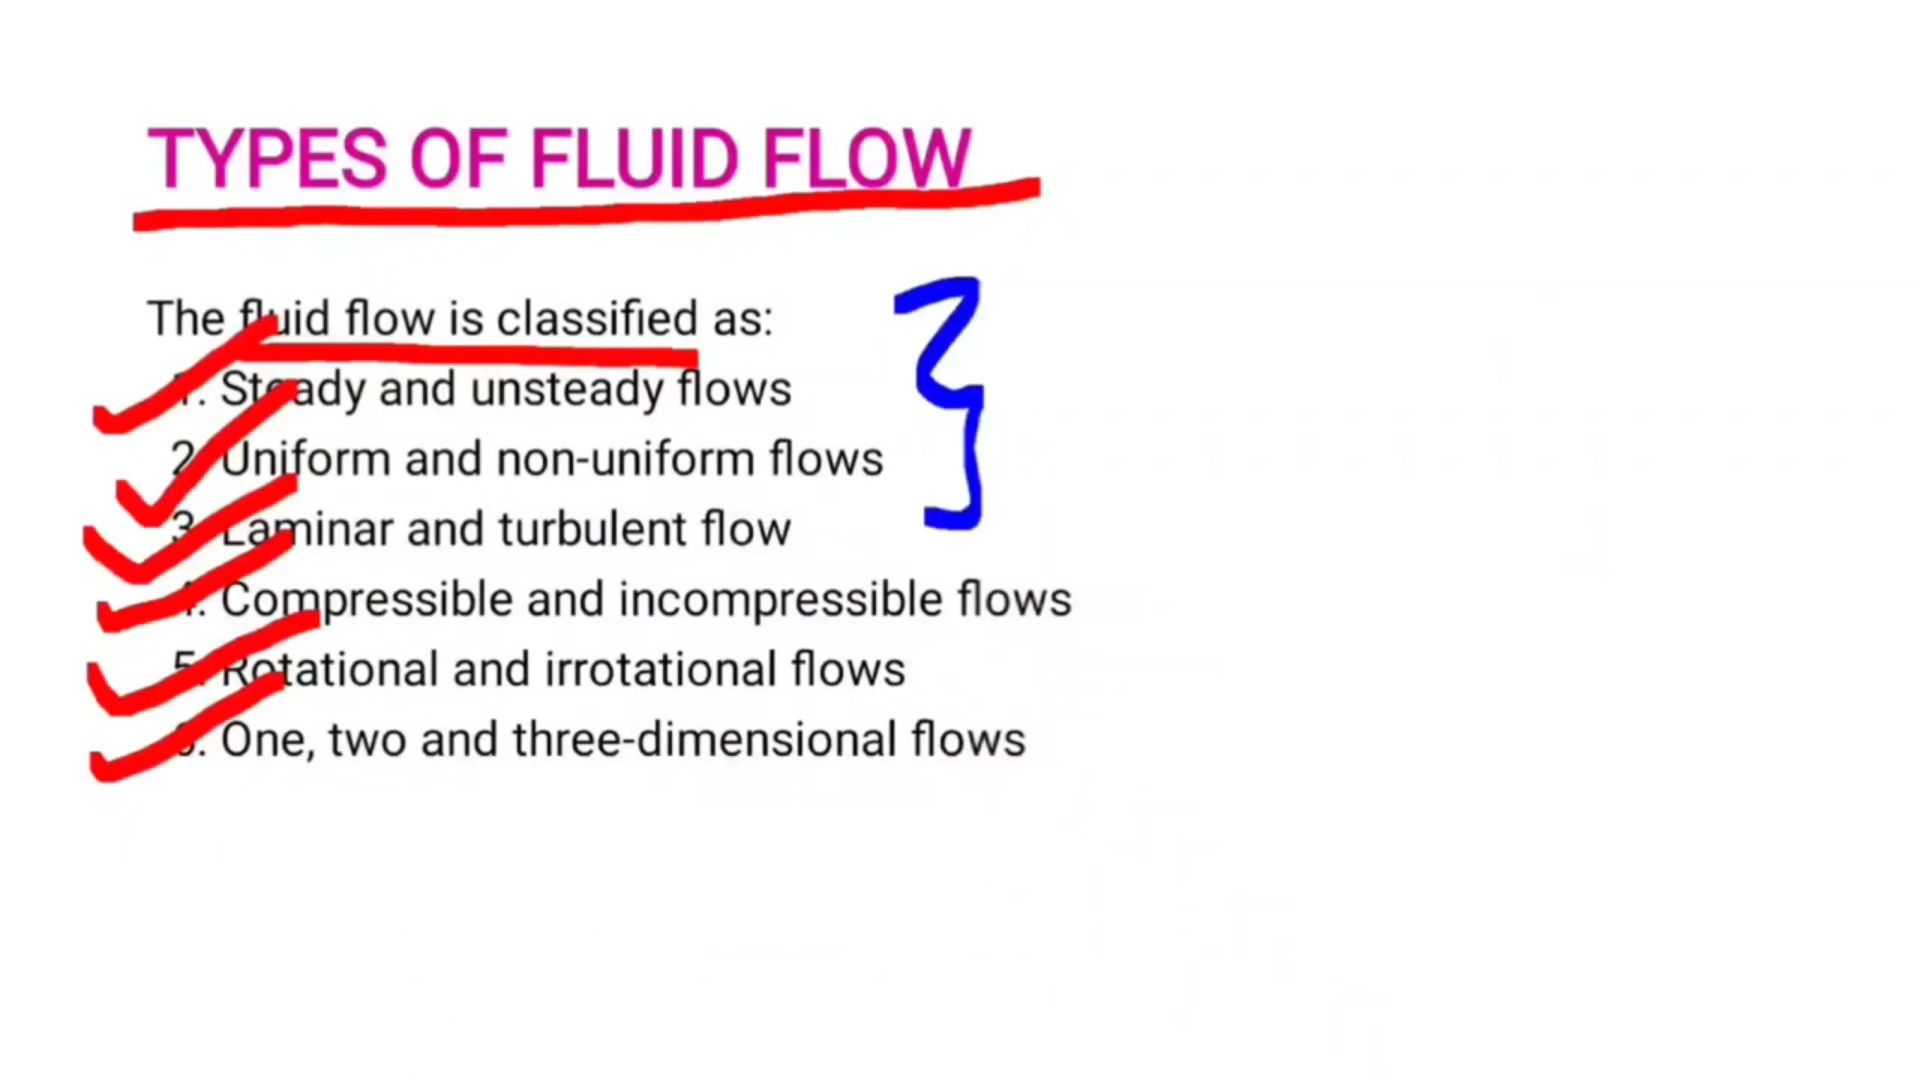 TYPES OF FLUID FLOW
The fluid flow is classified as:
1. Steady and unsteady flows
2. Uniform and non-uniform flows
3. Laminar and turbulent flow
4. Compressible and incompressible flows
5. Rotational and irrotational flows
6. One, two and three-dimensional flows